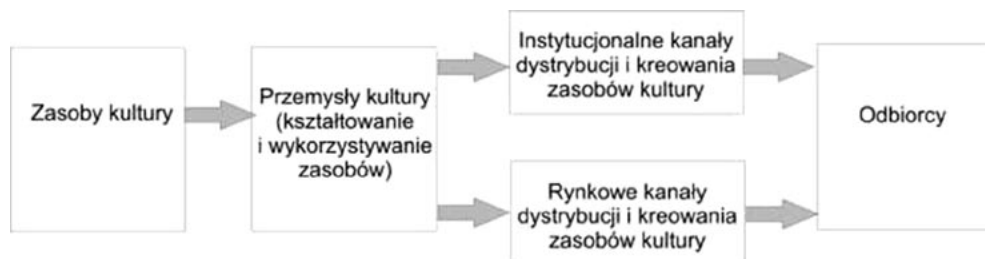 Zasoby kultury
Przemysły kultury
(kształtowanie
i wykorzystywanie
zasobów)
Instytucjonalne kanały
dystrybucji i kreowania
zasobów kultury
Rynkowe kanały
dystrybucji i kreowania
zasobów kultury
Odbiorcy